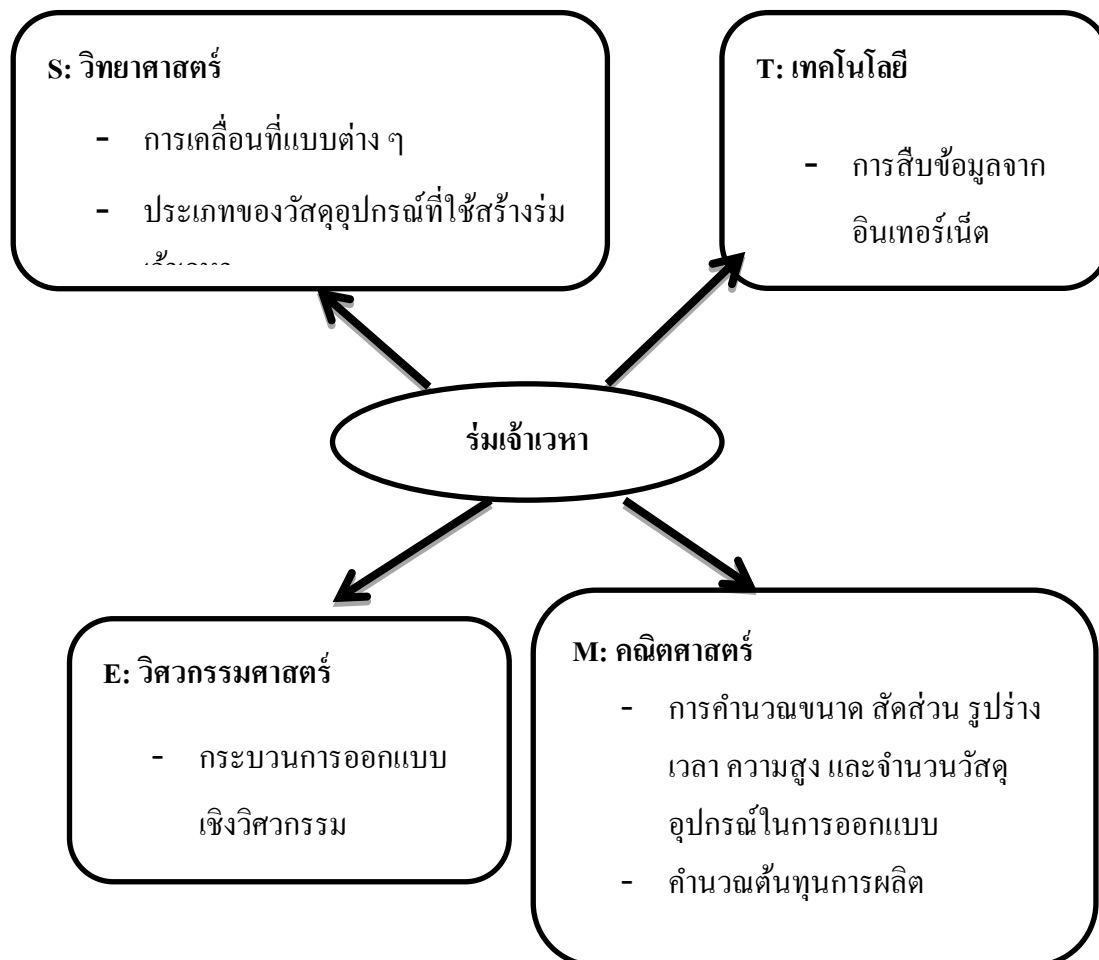 S: วิทยาศาสตร์
- การเคลื่อนที่แบบต่าง ๆ
- ประเภทของวัสดุอุปกรณ์ที่ใช้สร้างร่ม
T: เทคโนโลยี
- การสืบข้อมูลจาก
อินเทอร์เน็ต
ร่มเจ้าเวหา
E: วิศวกรรมศาสตร์
- กระบวนการออกแบบ
เชิงวิศวกรรม
M: คณิตศาสตร์
- การคำนวณขนาด สัดส่วน รูปร่าง
เวลา ความสูง และจำนวนวัสดุ
อุปกรณ์ในการออกแบบ
- คำนวณต้นทุนการผลิต